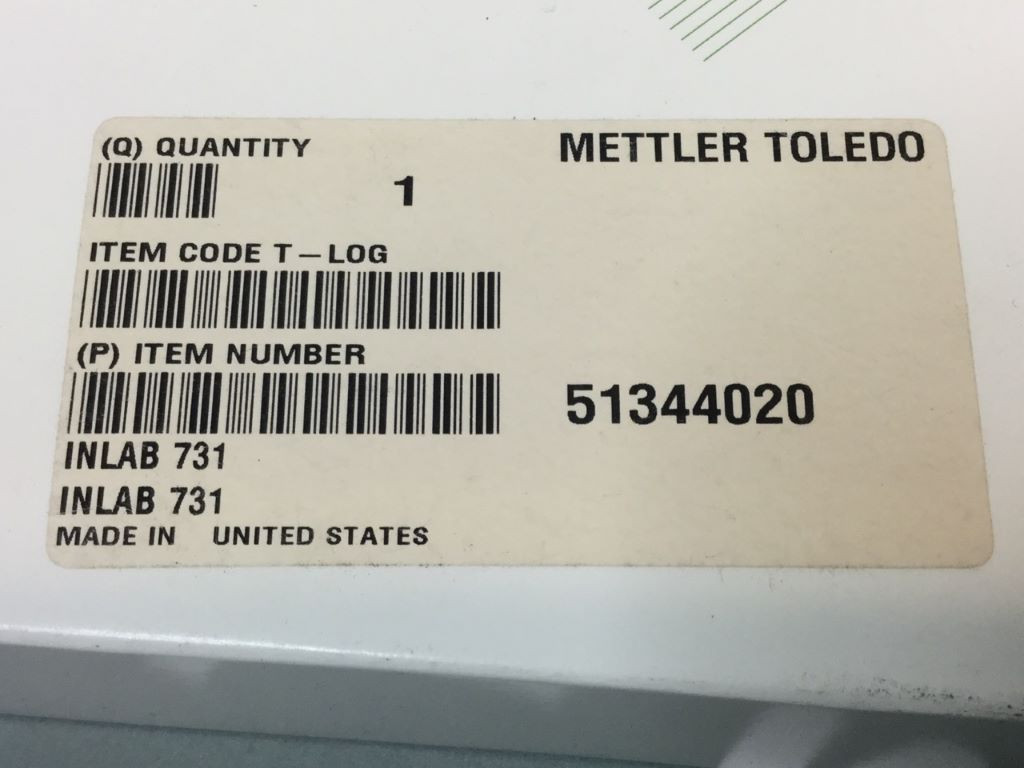 (Q) QUANTITY
METTLER TOLEDO
1
ITEM CODE T-LOG
(P) ITEM NUMBER
51344020
INLAB 731
INLAB 731
MADE IN UNITED STATES